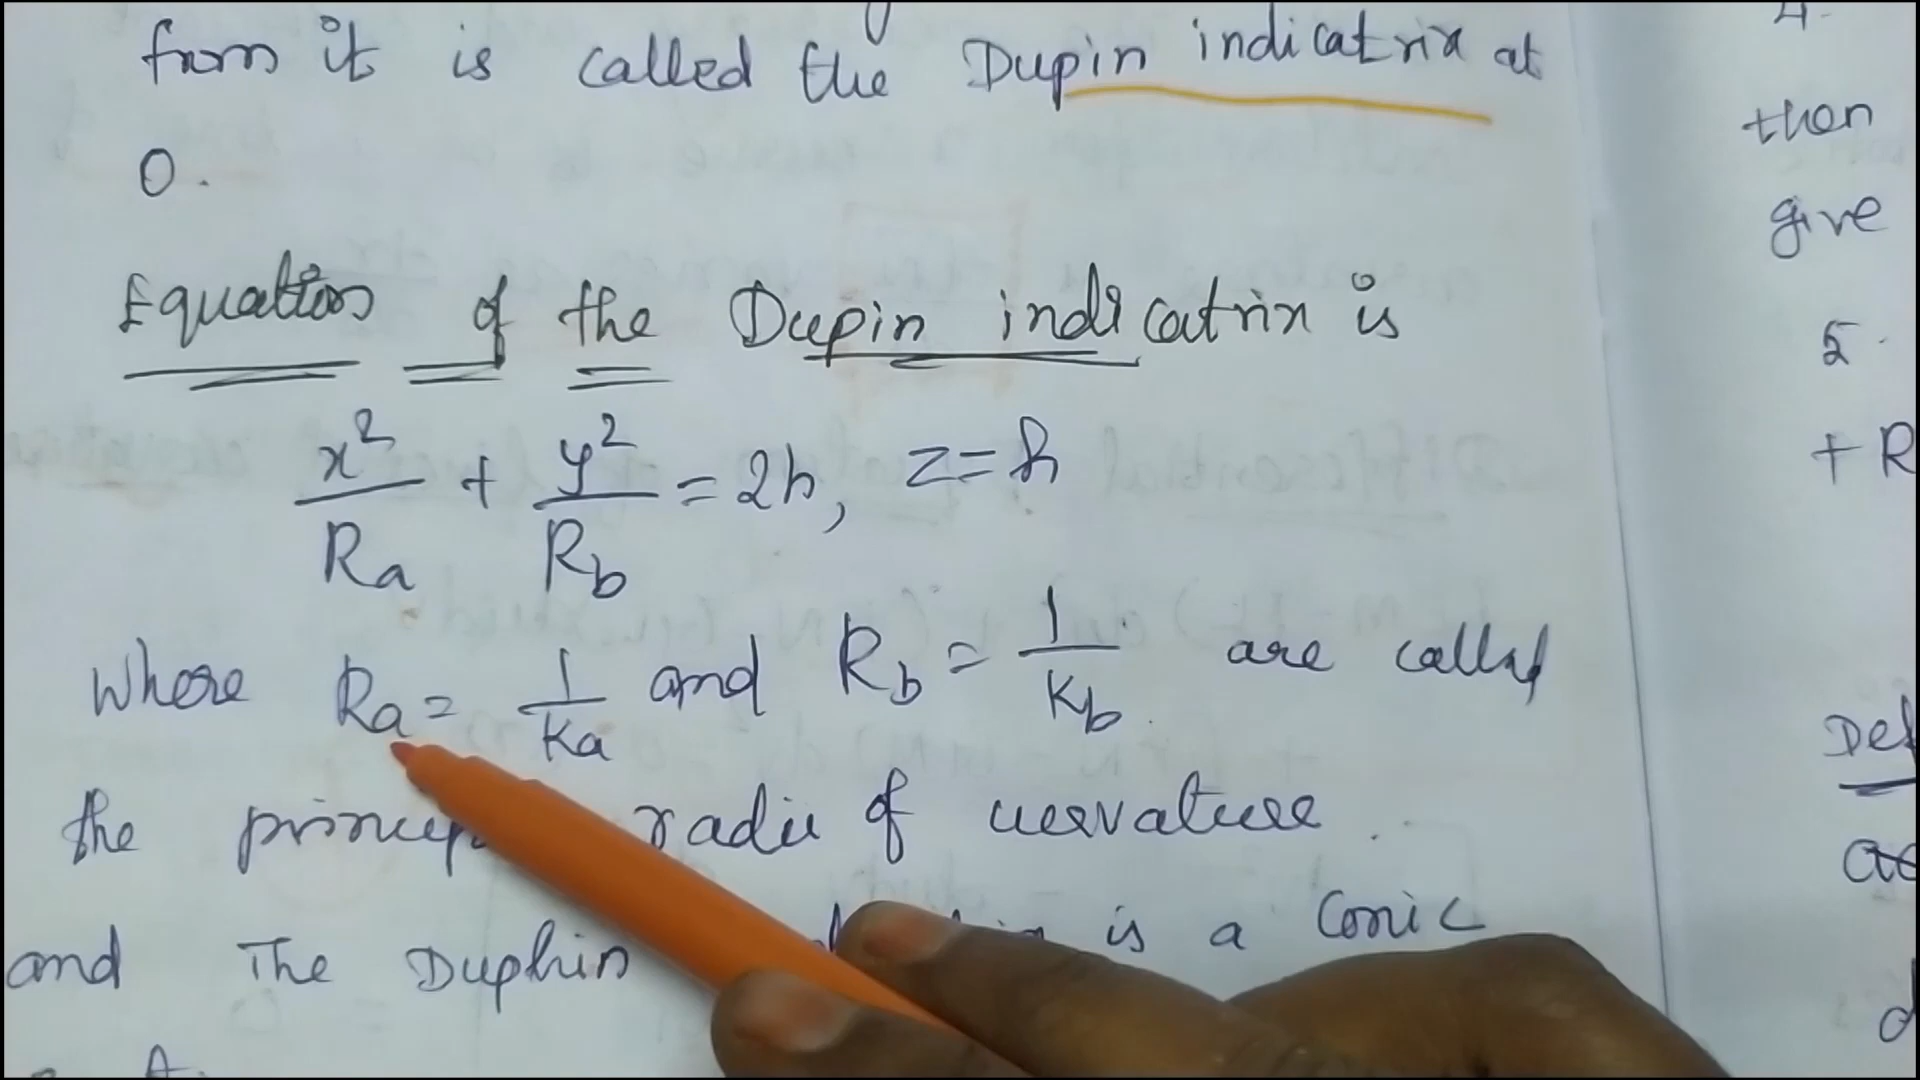 from it is called the Dupin indicatrix at
0.
Equation of the Dupin indicatrix is
x²/Ra + y²/Rb = 2h, z = h
Where Ra = 1/Ka and Rb = 1/Kb are called
the radii of curvature.
and The Duphin is a Conic
4.
then
give
5.
+ R